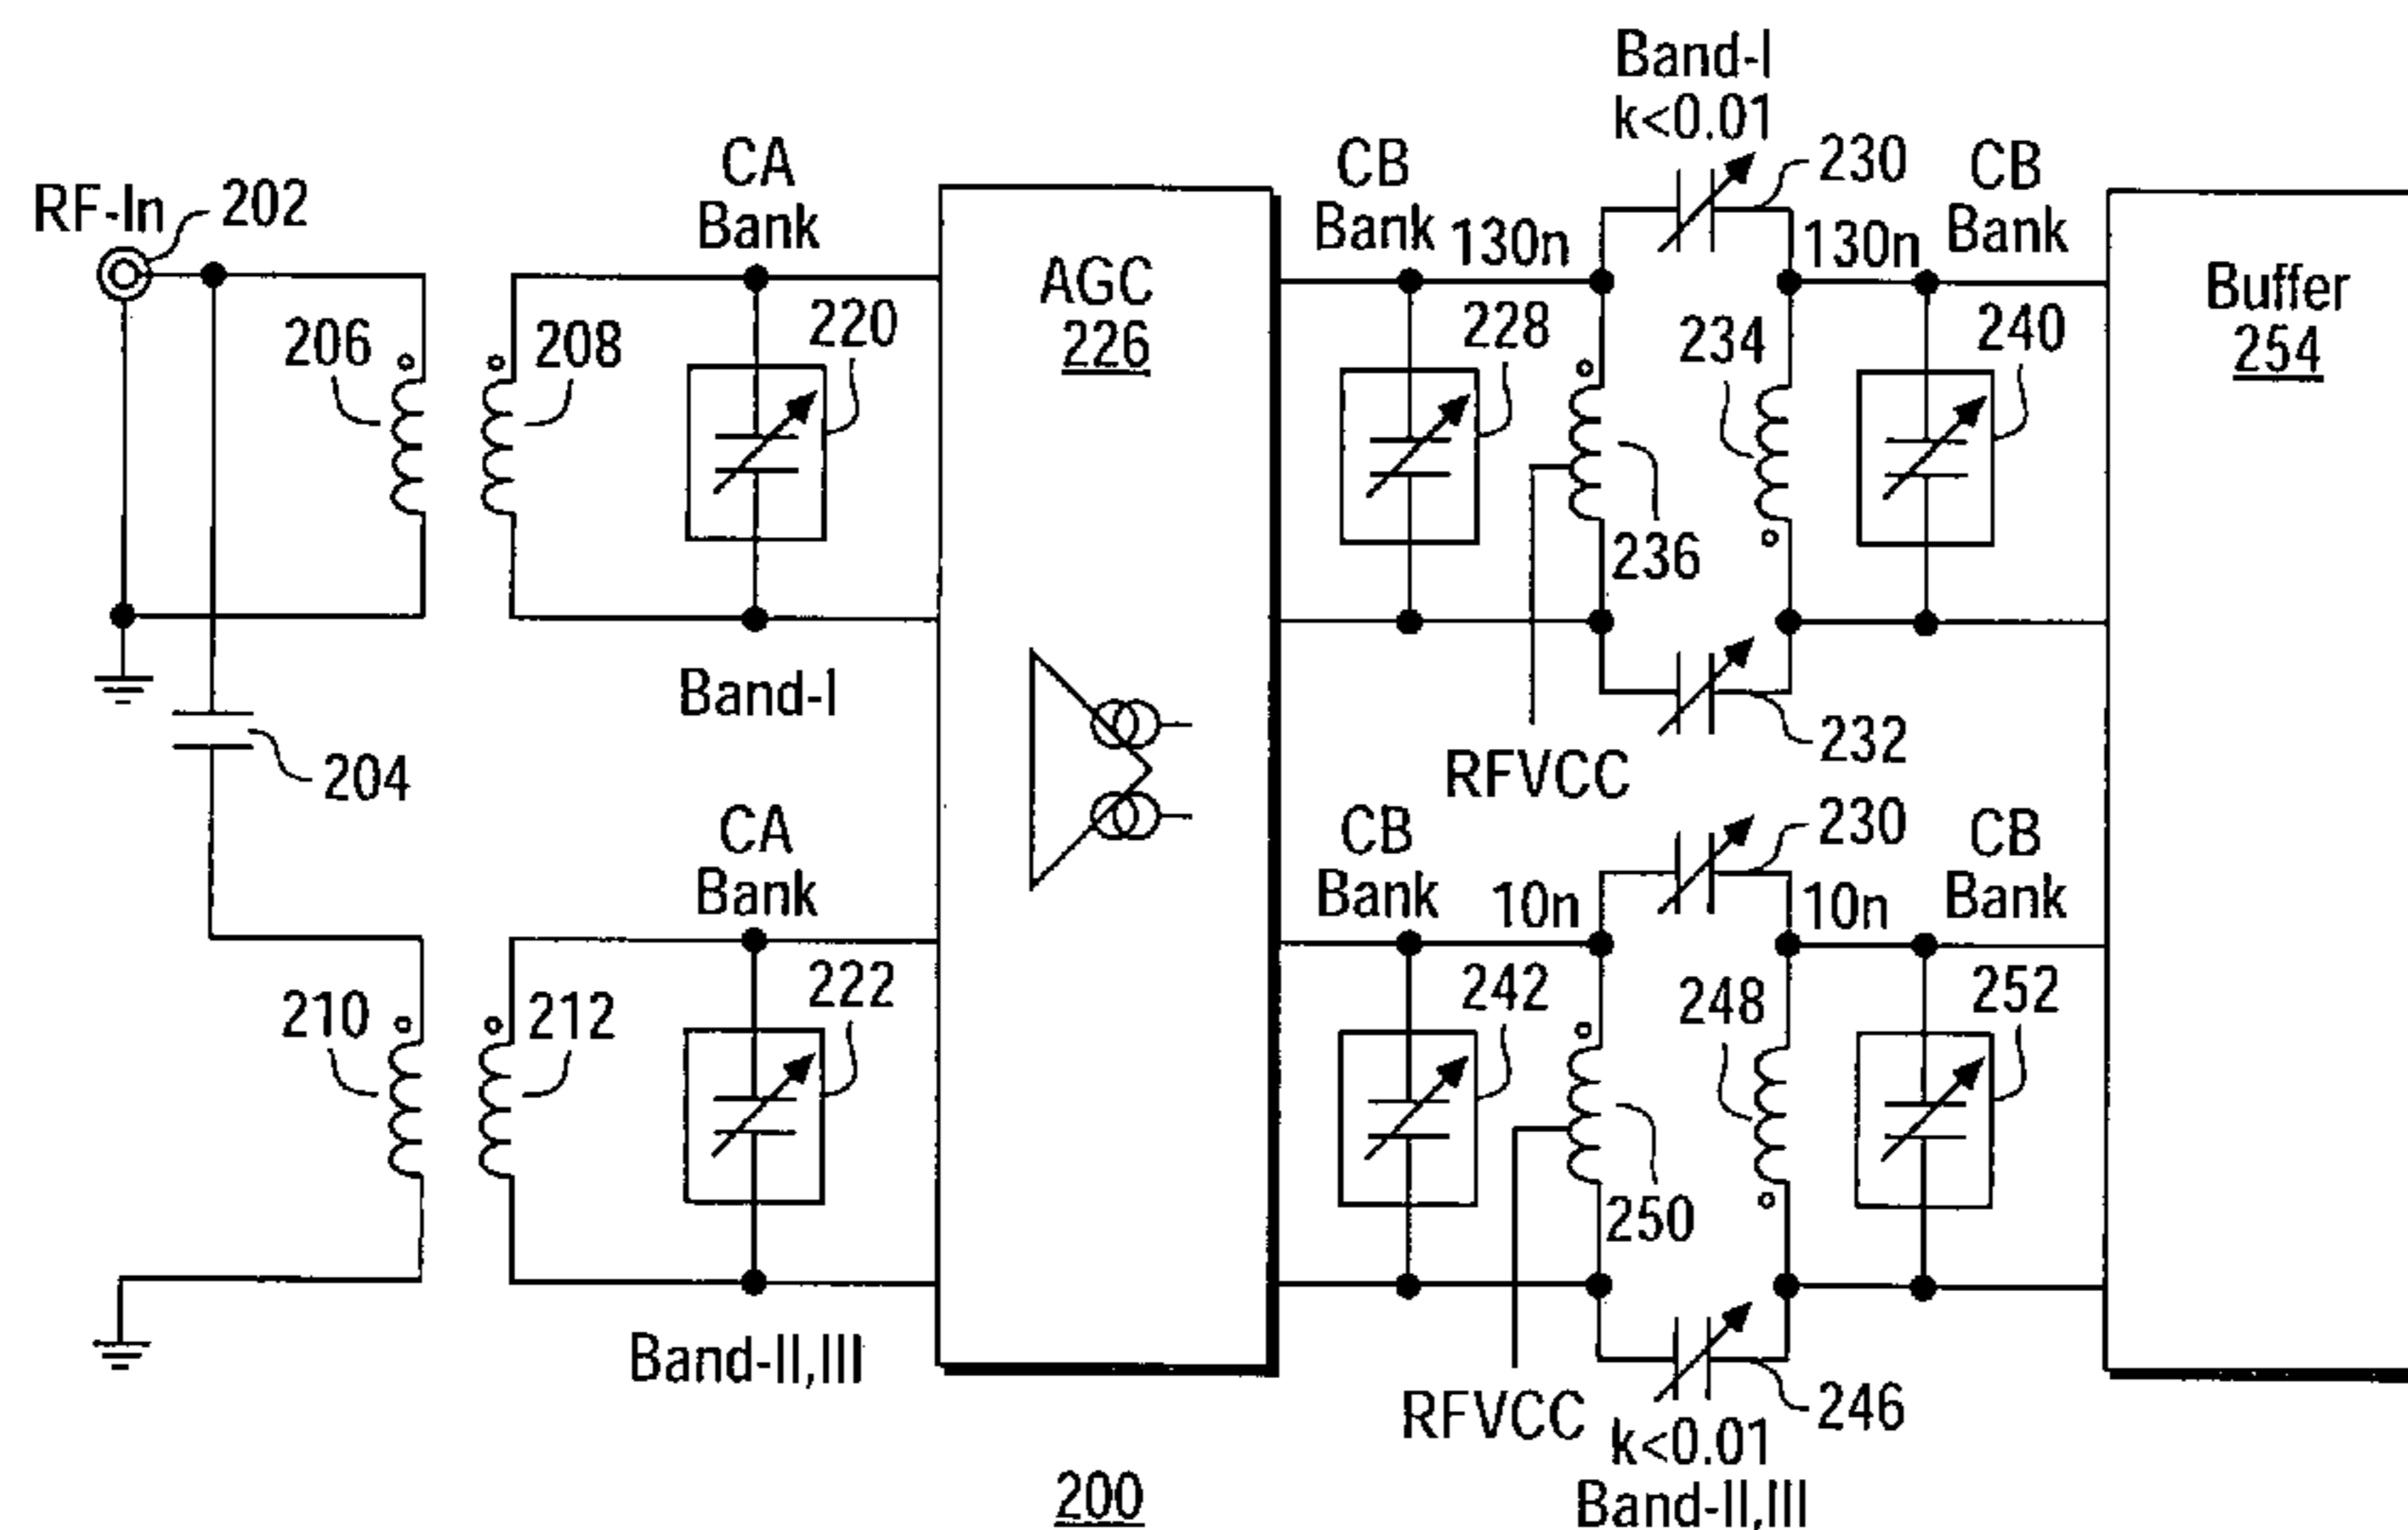 Band-I
k<0.01
230
CA
Bank
CB
Bank
CB
Bank
RF-In
202
130n
130n
AGC
226
Buffer
254
206
208
220
228
234
240
236
Band-I
232
204
RFVCC
CA
Bank
CB
Bank
230
CB
Bank
10n
10n
210
212
222
242
248
252
250
Band-II,III
RFVCC
246
k<0.01
Band-II,III
200